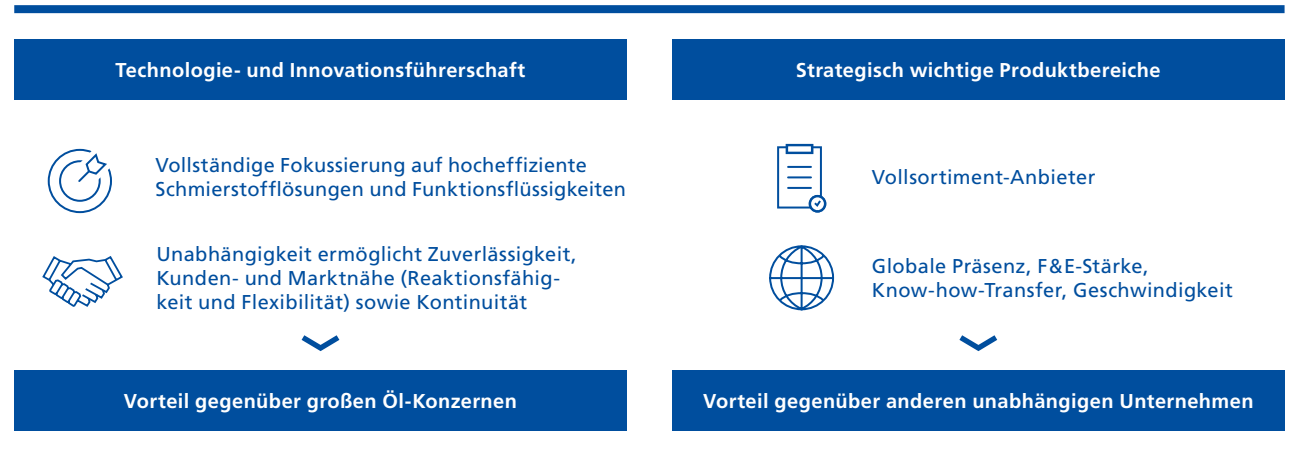 Technologie- und Innovationsführerschaft
Vollständige Fokussierung auf hocheffiziente
Schmierstofflösungen und Funktionsflüssigkeiten
Unabhängigkeit ermöglicht Zuverlässigkeit,
Kunden- und Marktnähe (Reaktionsfähig-
keit und Flexibilität) sowie Kontinuität
Vorteil gegenüber großen Öl-Konzernen
Strategisch wichtige Produktbereiche
Vollsortiment-Anbieter
Globale Präsenz, F&E-Stärke,
Know-how-Transfer, Geschwindigkeit
Vorteil gegenüber anderen unabhängigen Unternehmen